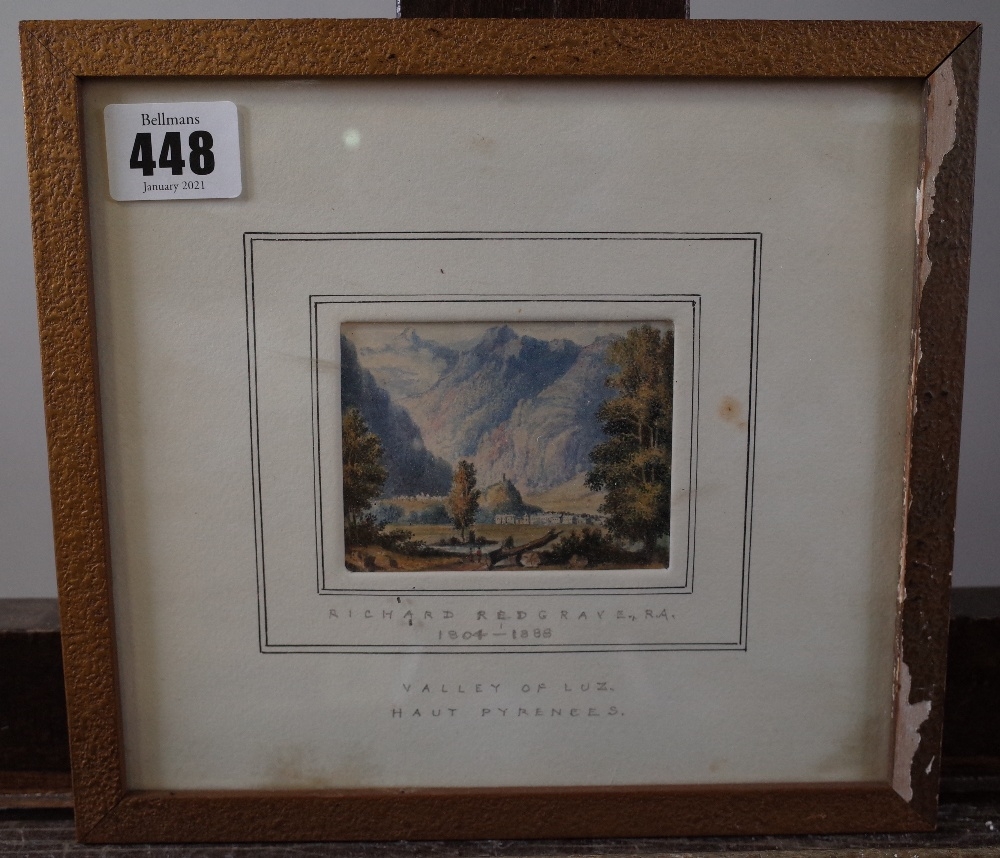 Bellmans
448
January 2021
RICHARD REDGRAVE., R.A.
1804-1888
VALLEY OF LUZ.
HAUT PYRENEES.